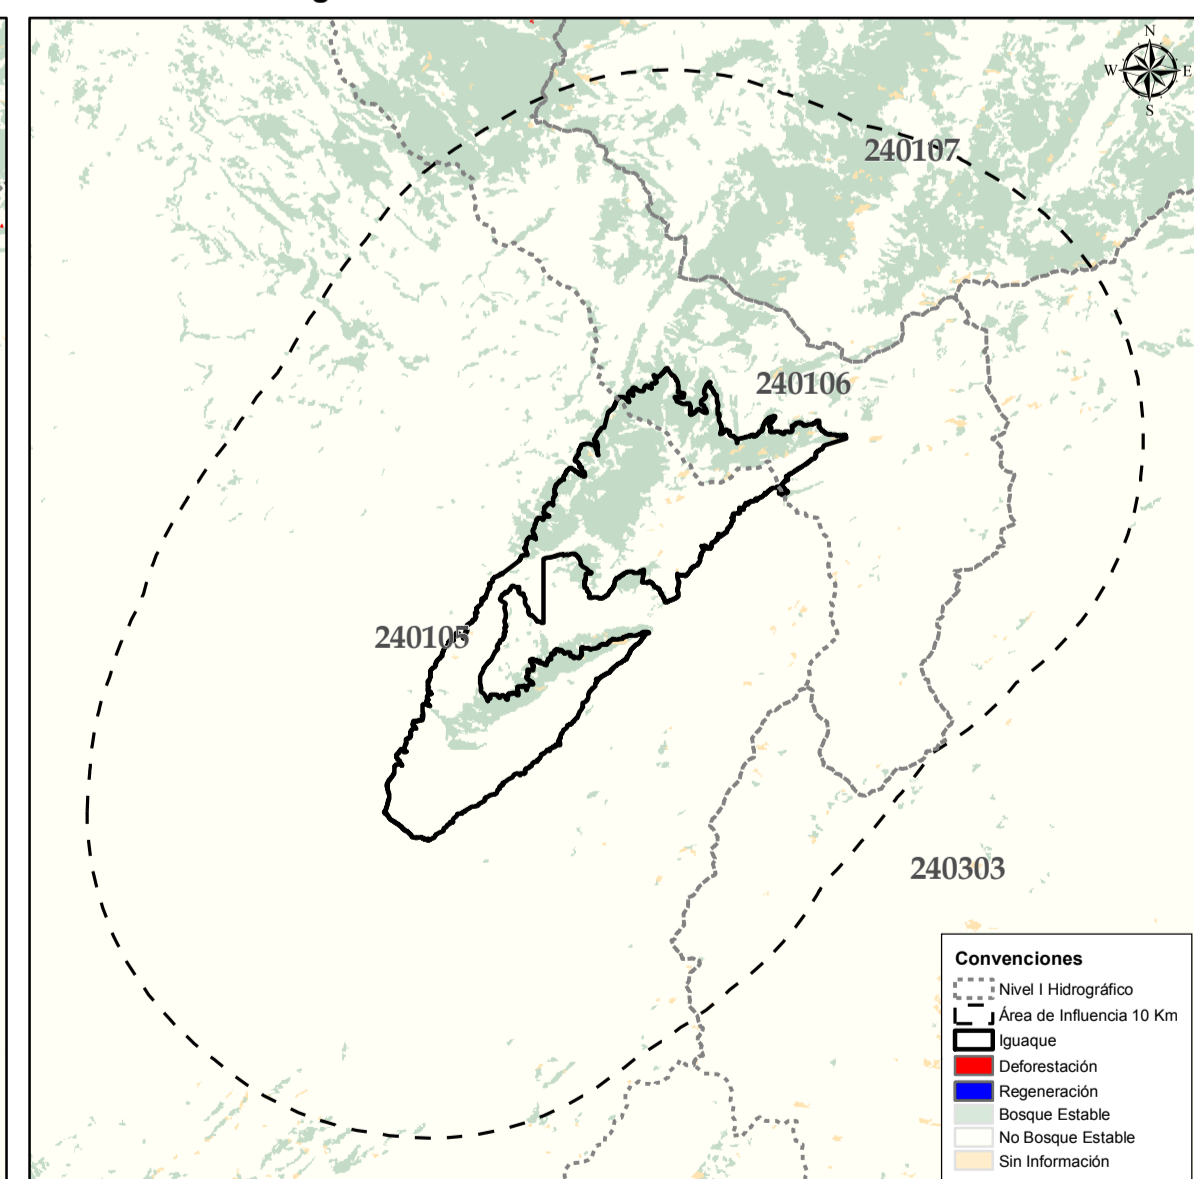 N
W E
S
240107
240106
240105
240303
Convenciones
Nivel I Hidrográfico
Área de Influencia 10 Km
Iguaque
Deforestación
Regeneración
Bosque Estable
No Bosque Estable
Sin Información